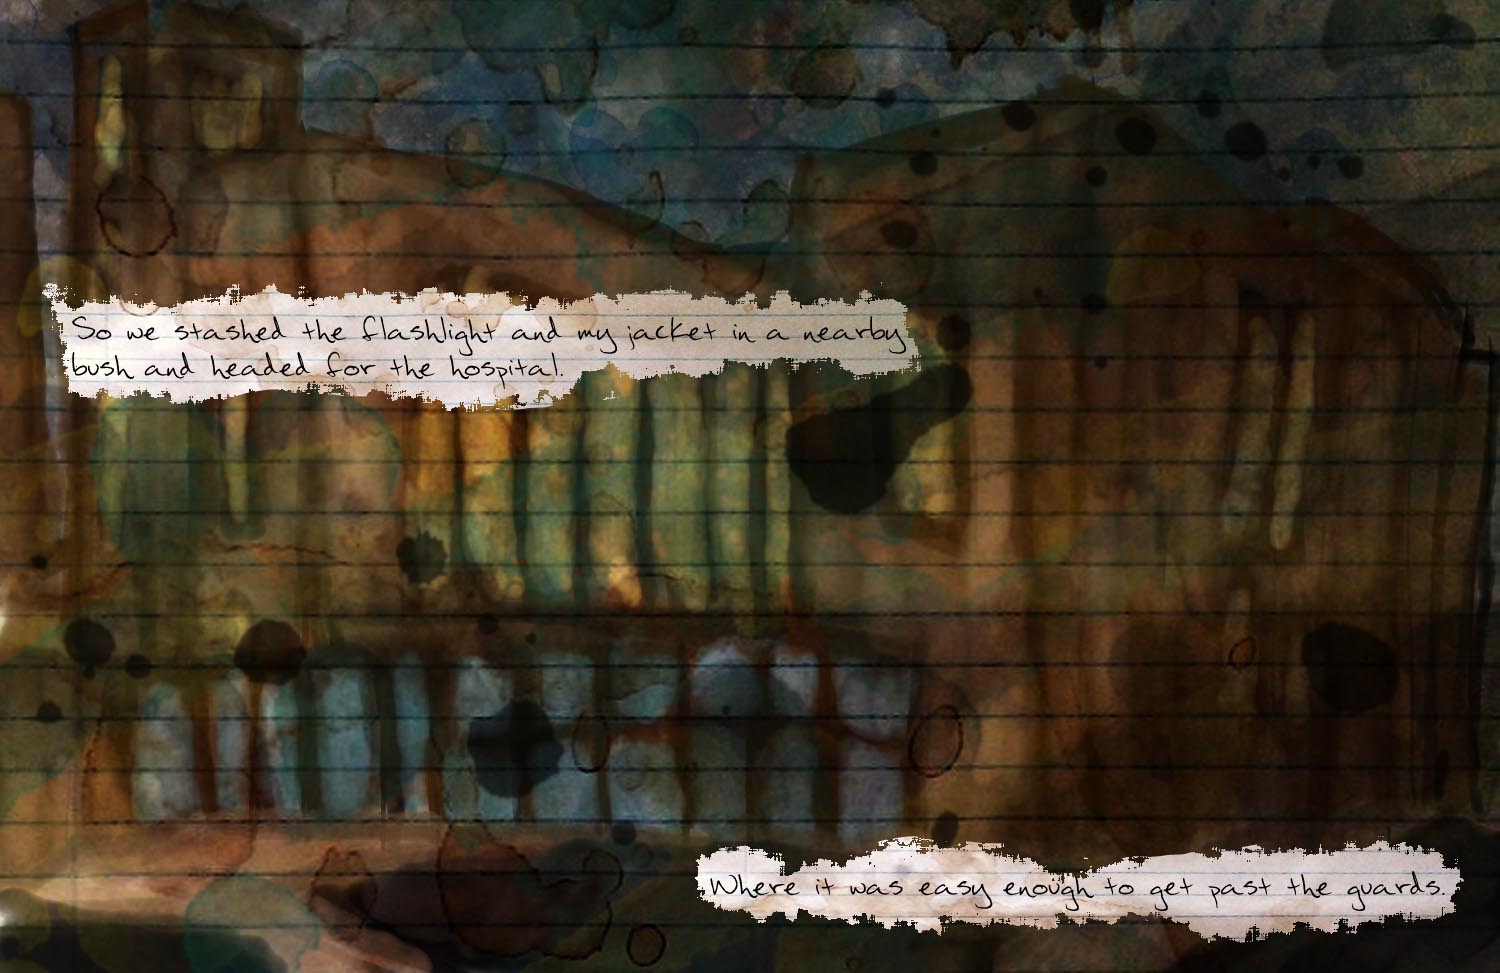 So we stashed the flashlight and my jacket in a nearby
bush and headed for the hospital.
Where it was easy enough to get past the guards.